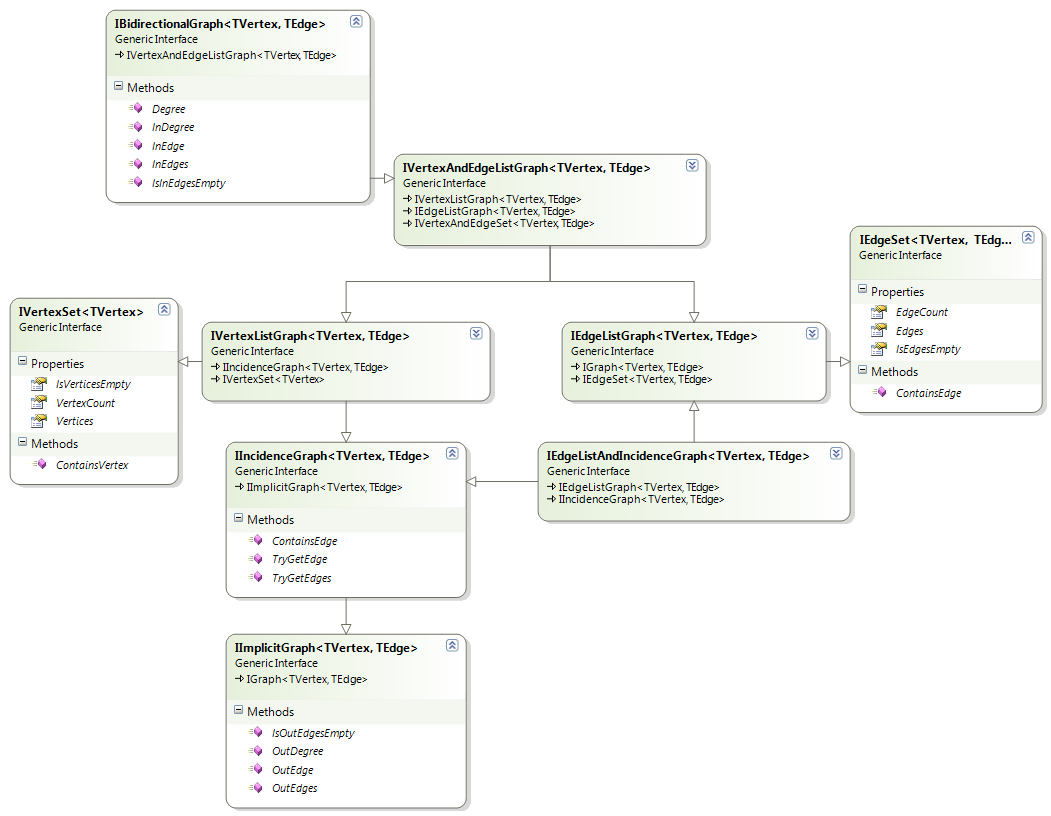 IBidirectionalGraph<TVertex, TEdge>
Generic Interface
IVertexAndEdgeListGraph<TVertex, TEdge>
Methods
Degree
InDegree
InEdge
InEdges
IsInEdgesEmpty
IVertexAndEdgeListGraph<TVertex, TEdge>
Generic Interface
IVertexListGraph<TVertex, TEdge>
IEdgeListGraph<TVertex, TEdge>
IVertexAndEdgeSet<TVertex, TEdge>
IEdgeSet<TVertex, TEdg...
Generic Interface
Properties
EdgeCount
Edges
IsEdgesEmpty
Methods
ContainsEdge
IVertexSet<TVertex>
Generic Interface
Properties
IsVerticesEmpty
VertexCount
Vertices
Methods
ContainsVertex
IVertexListGraph<TVertex, TEdge>
Generic Interface
IIncidenceGraph<TVertex, TEdge>
IVertexSet<TVertex>
IEdgeListGraph<TVertex, TEdge>
Generic Interface
IGraph<TVertex, TEdge>
IEdgeSet<TVertex, TEdge>
IIncidenceGraph<TVertex, TEdge>
Generic Interface
IImplicitGraph<TVertex, TEdge>
Methods
ContainsEdge
TryGetEdge
TryGetEdges
IEdgeListAndIncidenceGraph<TVertex, TEdge>
Generic Interface
IEdgeListGraph<TVertex, TEdge>
IIncidenceGraph<TVertex, TEdge>
IImplicitGraph<TVertex, TEdge>
Generic Interface
IGraph<TVertex, TEdge>
Methods
IsOutEdgesEmpty
OutDegree
OutEdge
OutEdges